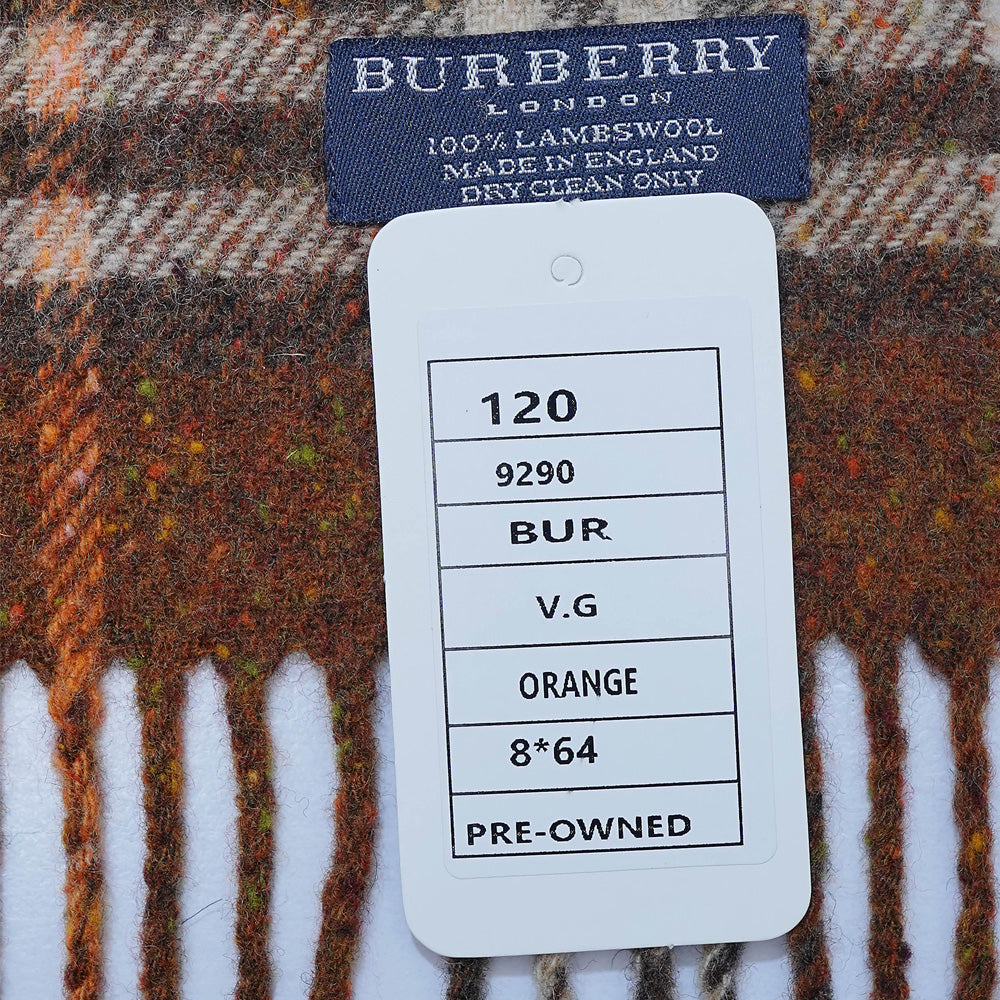 BURBERRY
LONDON
100% LAMBSWOOL
MADE IN ENGLAND
DRY CLEAN ONLY
120
9290
BUR
V.G
ORANGE
8*64
PRE-OWNED